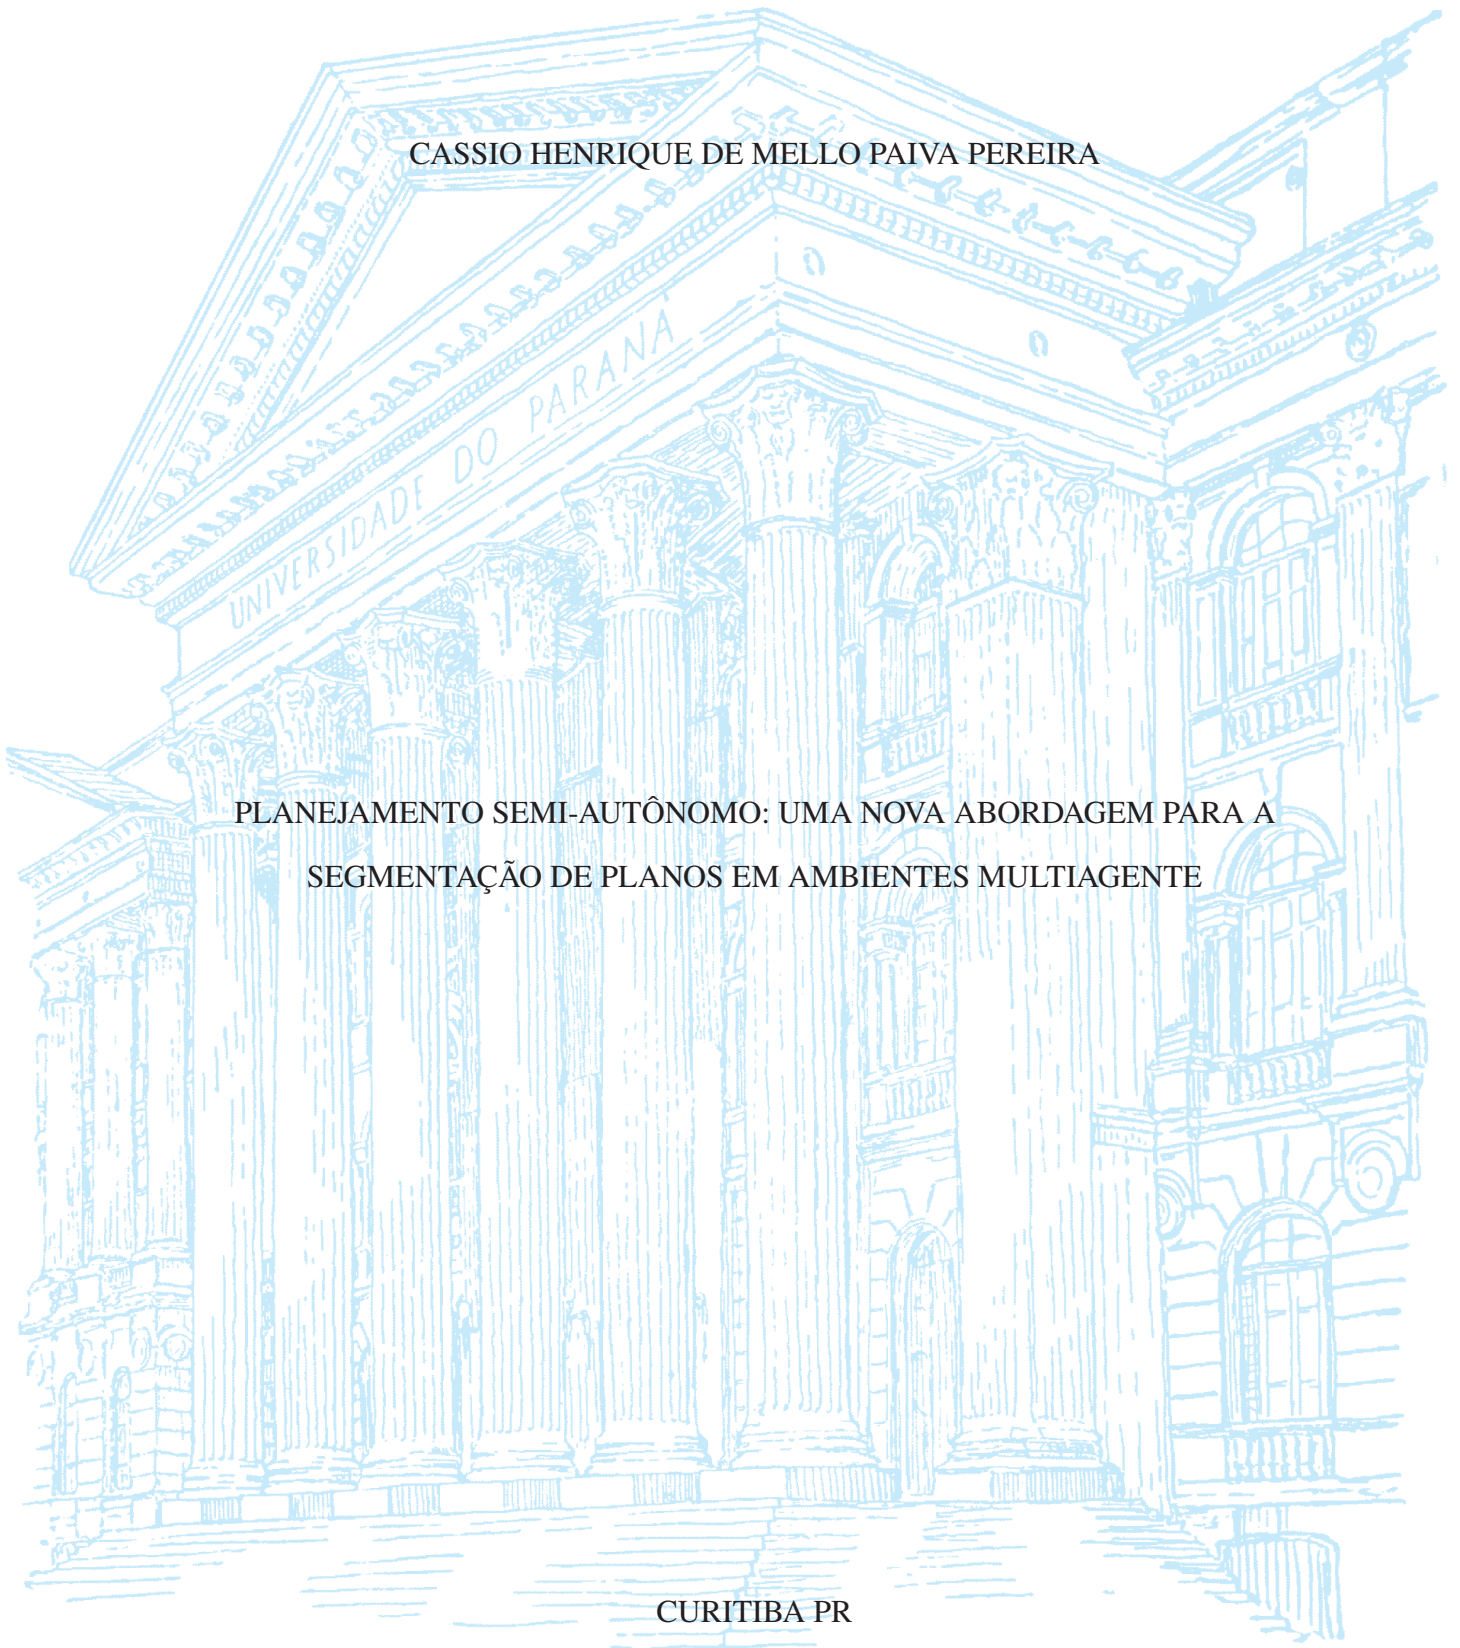 CASSIO HENRIQUE DE MELLO PAIVA PEREIRA
UNIVERSIDADE DO PARANÁ
PLANEJAMENTO SEMI-AUTÔNOMO: UMA NOVA ABORDAGEM PARA A
SEGMENTAÇÃO DE PLANOS EM AMBIENTES MULTIAGENTE
CURITIBA PR